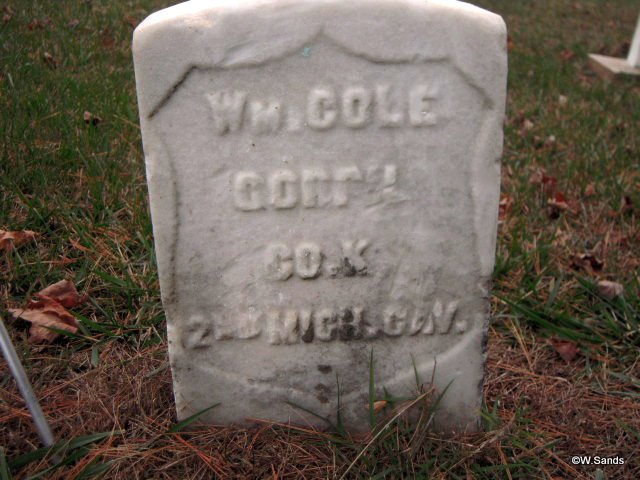 WM. COLE
CORP'L
CO. K.
2ND MICH. CAV.
©W.Sands